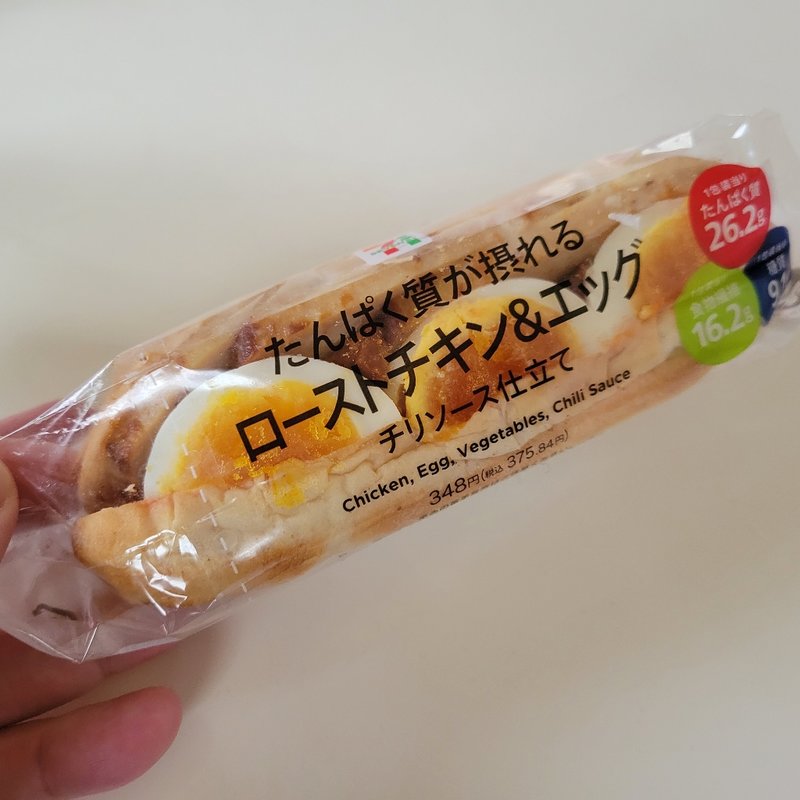 たんぱく質が摂れる
ローストチキン&エッグ
チリソース仕立て
Chicken, Egg, Vegetables, Chili Sauce
348円(税込 375.84円)
1包装当り
たんぱく質
26.2g
食物繊維
16.2g
糖質